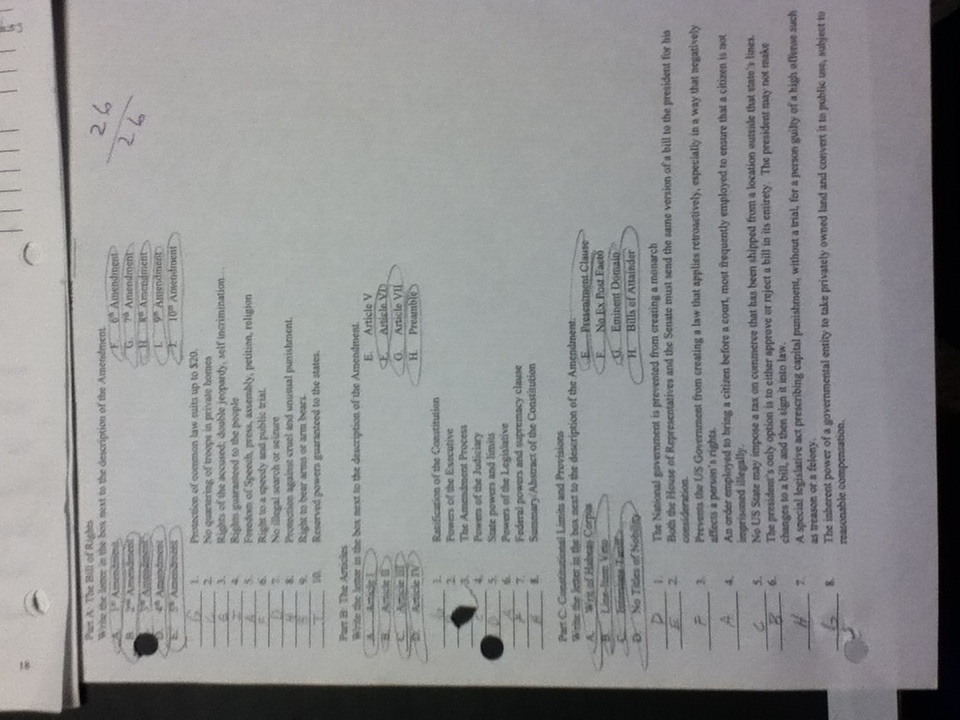 26
26
Part A: The Bill of Rights
Write the letter in the box next to the description of the Amendment.
A. 1st Amendment
B. 2nd Amendment
3rd Amendment
D. 4th Amendment
E. 5th Amendment
F. 6th Amendment
G. 7th Amendment
H. 8th Amendment
I. 9th Amendment
J. 10th Amendment
G 1. Protection of common law suits up to $20.
2. No quartering of troops in private homes
3. Rights of the accused; double jeopardy, self incrimination…
I 4. Rights guaranteed to the people
A 5. Freedom of Speech, press, assembly, petition, religion
F 6. Right to a speedy and public trial.
D 7. No illegal search or seizure
H 8. Protection against cruel and unusual punishment.
9. Right to bear arms or arm bears.
10. Reserved powers guaranteed to the states.
Part B: The Articles
Write the letter in the box next to the description of the Amendment.
A. Article I
B. Article II
C. Article III
D. Article IV
E. Article V
F. Article VI
G. Article VII
H. Preamble
G 1. Ratification of the Constitution
2. Powers of the Executive
3. The Amendment Process
C 4. Powers of the Judiciary
D 5. State powers and limits
A 6. Powers of the Legislative
F 7. Federal powers and supremacy clause
8. Summary/Abstract of the Constitution
Part C: Constitutional Limits and Provisions
Write the letter in the box next to the description of the Amendment.
A. Writ of Habeas Corpus
B. Line-Item Veto
C. Interstate Tariff
D. No Titles of Nobility
E. Presentment Clause
F. No Ex Post Facto
G. Eminent Domain
H. Bills of Attainder
D 1. The National government is prevented from creating a monarch
E 2. Both the House of Representatives and the Senate must send the same version of a bill to the president for his
consideration.
F 3. Prevents the US Government from creating a law that applies retroactively, especially in a way that negatively
affects a person's rights.
A 4. An order employed to bring a citizen before a court, most frequently employed to ensure that a citizen is not
imprisoned illegally.
C 5. No US State may impose a tax on commerce that has been shipped from a location outside that state's lines.
B 6. The president's only option is to either approve or reject a bill in its entirety. The president may not make
changes to a bill, and then sign it into law.
H 7. A special legislative act prescribing capital punishment, without a trial, for a person guilty of a high offense such
as treason or a felony.
G 8. The inherent power of a governmental entity to take privately owned land and convert it to public use, subject to
reasonable compensation.